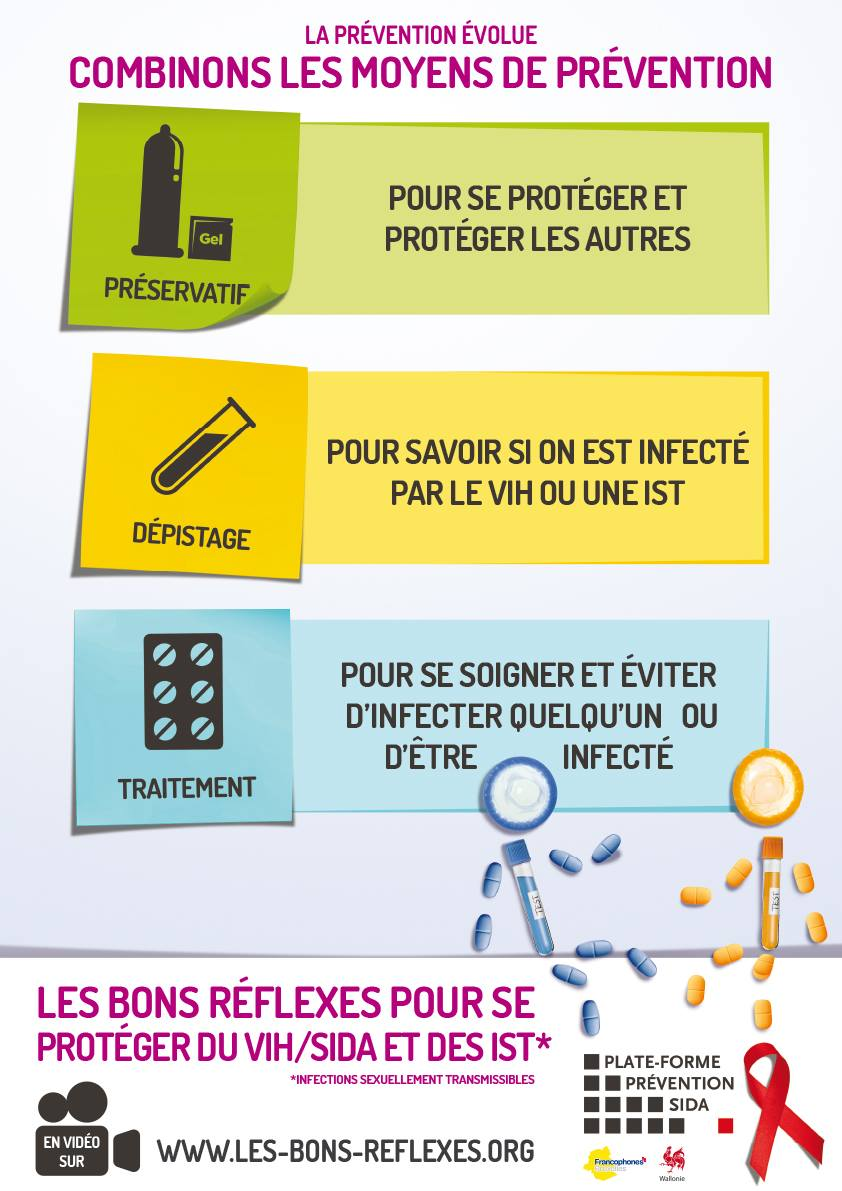 LA PRÉVENTION ÉVOLUE
COMBINONS LES MOYENS DE PRÉVENTION
Gel
PRÉSERVATIF
POUR SE PROTÉGER ET
PROTÉGER LES AUTRES
DÉPISTAGE
POUR SAVOIR SI ON EST INFECTÉ
PAR LE VIH OU UNE IST
TRAITEMENT
POUR SE SOIGNER ET ÉVITER
D'INFECTER QUELQU'UN OU
D'ÊTRE INFECTÉ
TEST
TEST
LES BONS RÉFLEXES POUR SE
PROTÉGER DU VIH/SIDA ET DES IST*
*INFECTIONS SEXUELLEMENT TRANSMISSIBLES
EN VIDÉO
SUR
WWW.LES-BONS-REFLEXES.ORG
PLATE-FORME
PRÉVENTION
SIDA
Francophones
Wallonie